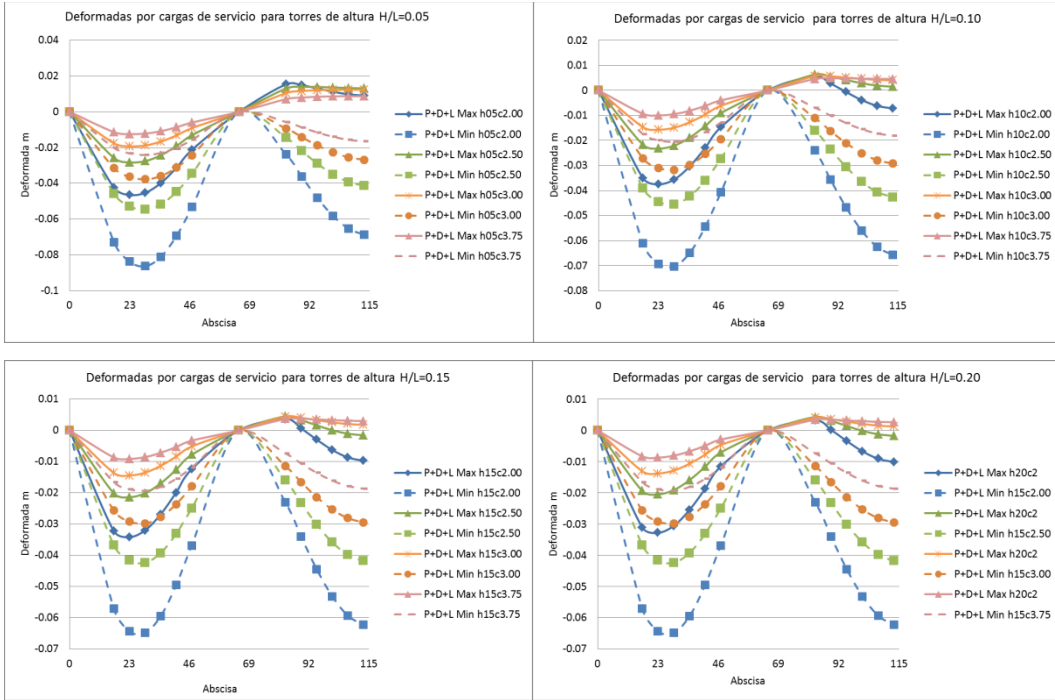 Deformadas por cargas de servicio para torres de altura H/L=0.05
Deformada m
0.04
0.02
0
-0.02
-0.04
-0.06
-0.08
-0.1
0 23 46 69 92 115
Abscisa
P+D+L Max h05c2.00
P+D+L Min h05c2.00
P+D+L Max h05c2.50
P+D+L Min h05c2.50
P+D+L Max h05c3.00
P+D+L Min h05c3.00
P+D+L Max h05c3.75
P+D+L Min h05c3.75
Deformadas por cargas de servicio para torres de altura H/L=0.10
Deformada m
0.02
0.01
0
-0.01
-0.02
-0.03
-0.04
-0.05
-0.06
-0.07
-0.08
0 23 46 69 92 115
Abscisa
P+D+L Max h10c2.00
P+D+L Min h10c2.00
P+D+L Max h10c2.50
P+D+L Min h10c2.50
P+D+L Max h10c3.00
P+D+L Min h10c3.00
P+D+L Max h10c3.75
P+D+L Min h10c3.75
Deformadas por cargas de servicio para torres de altura H/L=0.15
Deformada m
0.01
0
-0.01
-0.02
-0.03
-0.04
-0.05
-0.06
-0.07
0 23 46 69 92 115
Abscisa
P+D+L Max h15c2.00
P+D+L Min h15c2.00
P+D+L Max h15c2.50
P+D+L Min h15c2.50
P+D+L Max h15c3.00
P+D+L Min h15c3.00
P+D+L Max h15c3.75
P+D+L Min h15c3.75
Deformadas por cargas de servicio para torres de altura H/L=0.20
Deformada m
0.01
0
-0.01
-0.02
-0.03
-0.04
-0.05
-0.06
-0.07
0 23 46 69 92 115
Abscisa
P+D+L Max h20c2
P+D+L Min h15c2.00
P+D+L Max h20c2
P+D+L Min h15c2.50
P+D+L Max h20c2
P+D+L Min h15c3.00
P+D+L Max h20c2
P+D+L Min h15c3.75